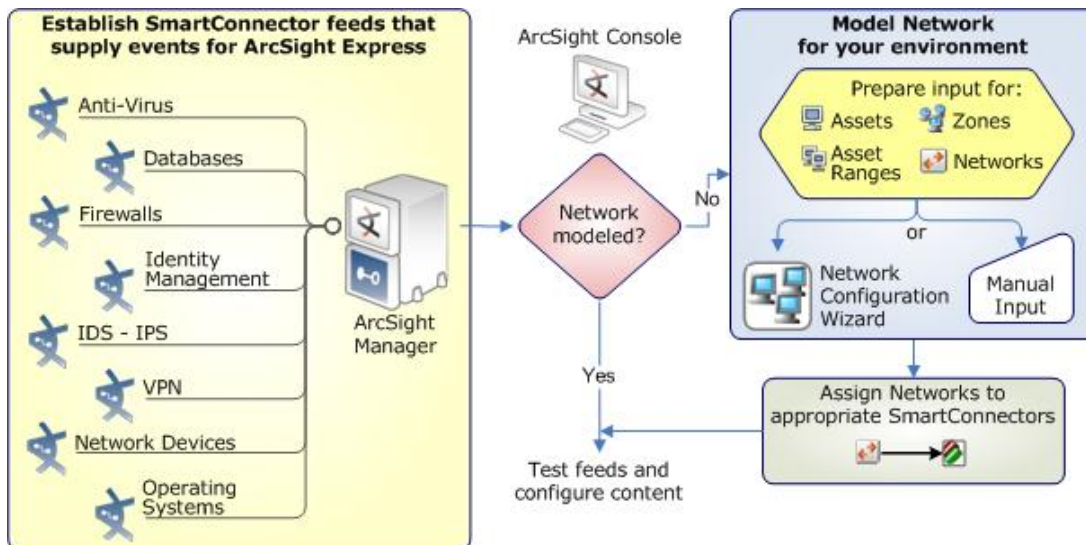 Establish SmartConnector feeds that
supply events for ArcSight Express
Anti-Virus
Databases
Firewalls
Identity
Management
IDS - IPS
VPN
Network Devices
Operating
Systems
ArcSight
Manager
ArcSight Console
Network
modeled?
No
Yes
Test feeds and
configure content
Model Network
for your environment
Prepare input for:
Assets
Zones
Asset
Ranges
Networks
or
Network
Configuration
Wizard
Manual
Input
Assign Networks to
appropriate SmartConnectors